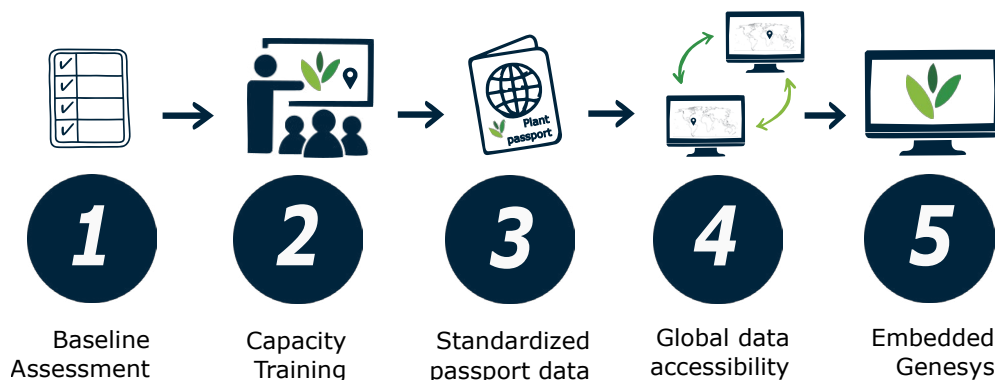 Plant
passport
1
2
3
4
5
Baseline
Assessment
Capacity
Training
Standardized
passport data
Global data
accessibility
Embedded
Genesys